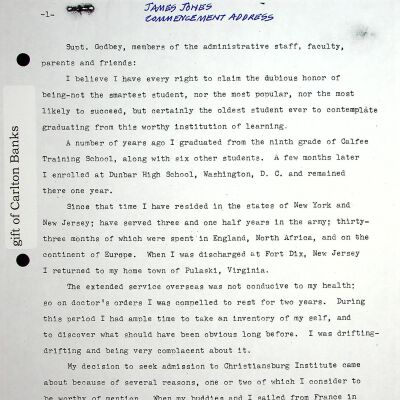 -1-
JAMES JONES
COMMENCEMENT ADDRESS
Supt. Godbey, members of the administrative staff, faculty,
parents and friends:
I believe I have every right to claim the dubious honor of
being-not the smartest student, nor the most popular, nor the most
likely to succeed, but certainly the oldest student ever to contemplate
graduating from this worthy institution of learning.
A number of years ago I graduated from the ninth grade of Calfee
Training School, along with six other students. A few months later
I enrolled at Dunbar High School, Washington, D. C. and remained
there one year.
Since that time I have resided in the states of New York and
New Jersey; have served three and one half years in the army; thirty-
three months of which were spent in England, North Africa, and on the
continent of Europe. When I was discharged at Fort Dix, New Jersey
I returned to my home town of Pulaski, Virginia.
The extended service overseas was not conducive to my health;
so on doctor's orders I was compelled to rest for two years. During
this period I had ample time to take an inventory of my self, and
to discover what should have been obvious long before. I was drifting-
drifting and being very complacent about it.
My decision to seek admission to Christiansburg Institute came
about because of several reasons, one or two of which I consider to
be worthy of mention. When my buddies and I sailed from France in
gift of Carlton Banks